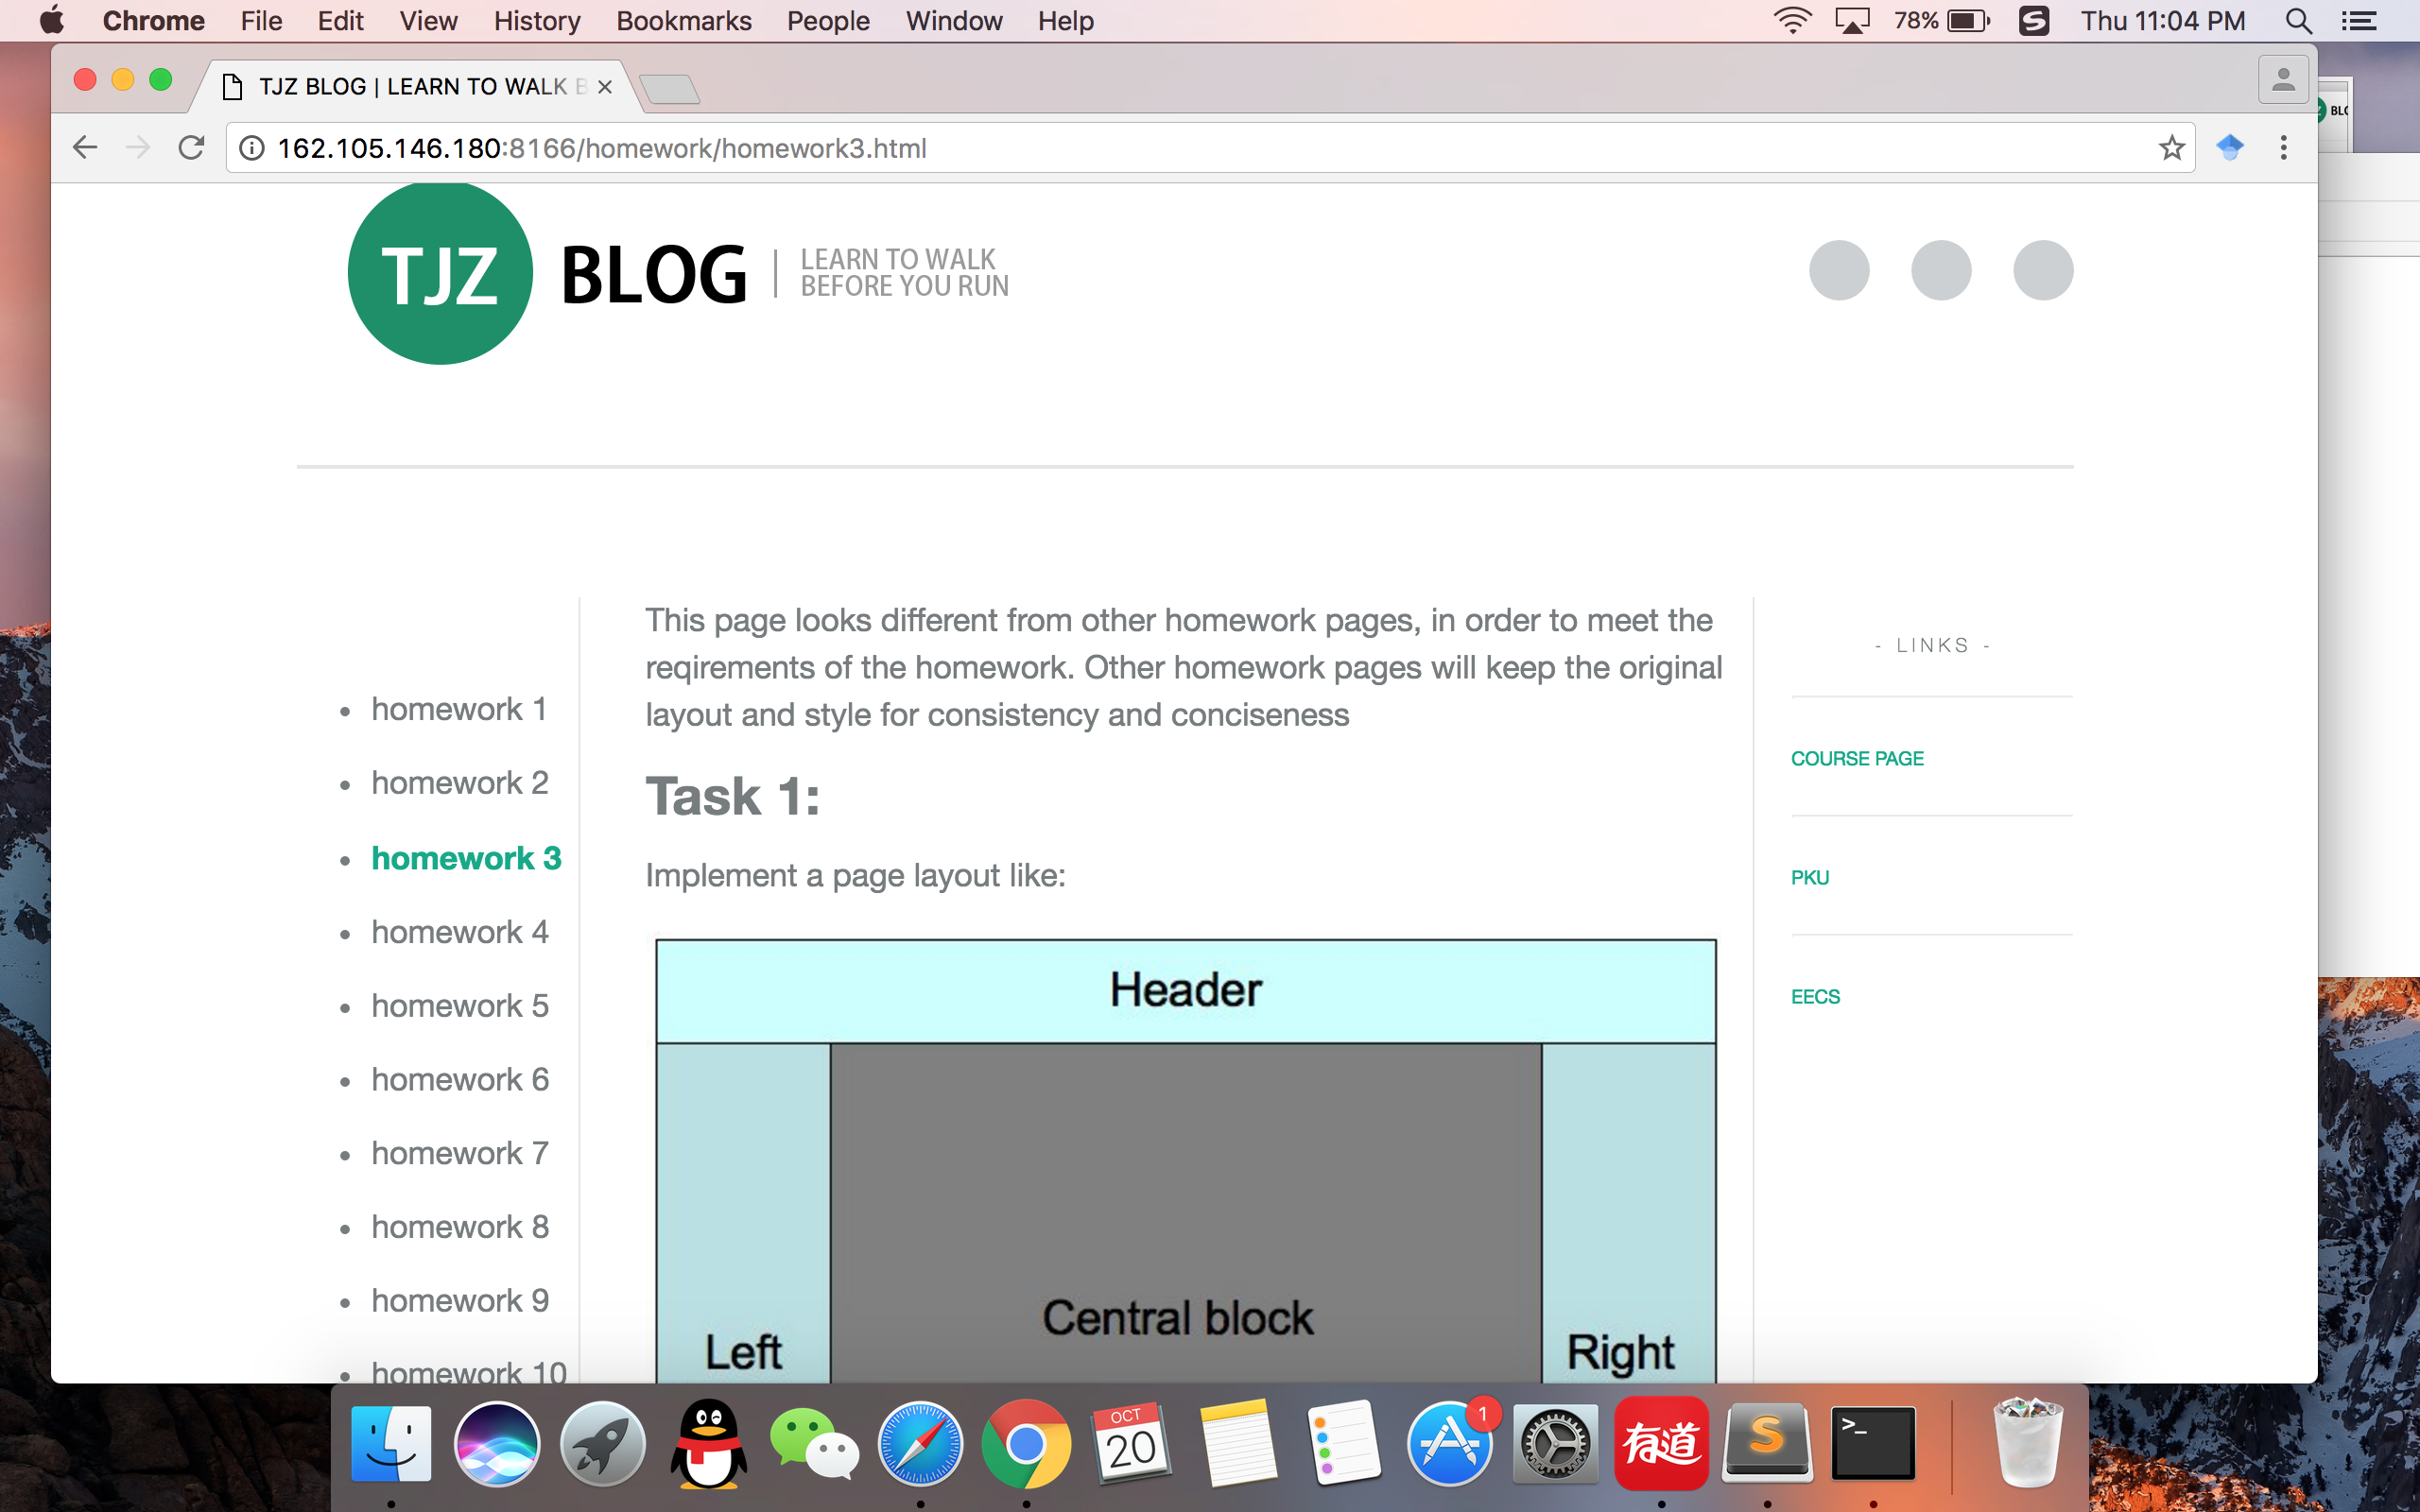 Chrome File Edit View History Bookmarks People Window Help 78% Thu 11:04 PM
TJZ BLOG | LEARN TO WALK B
BLO
162.105.146.180:8166/homework/homework3.html
TJZ BLOG LEARN TO WALK
BEFORE YOU RUN
homework 1
homework 2
homework 3
homework 4
homework 5
homework 6
homework 7
homework 8
homework 9
homework 10
This page looks different from other homework pages, in order to meet the
reqirements of the homework. Other homework pages will keep the original
layout and style for consistency and conciseness
Task 1:
Implement a page layout like:
Header
Left
Central block
Right
- LINKS -
COURSE PAGE
PKU
EECS
OCT
20
1
有道
S
>_